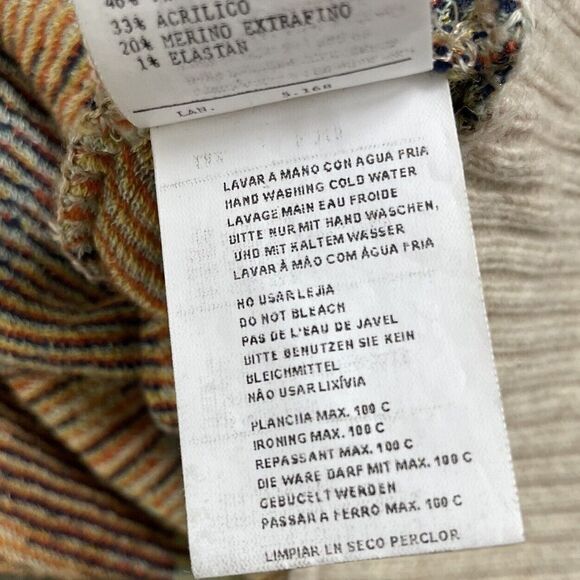 33% ACRILICO
20% MERINO EXTRAFINO
1% ELASTAN
LAN. S.168
LAVAR A MANO CON AGUA FRIA
HAND WASHING COLD WATER
LAVAGE MAIN EAU FROIDE
BITTE NUR MIT HAND WASCHEN,
UND MIT KALTEM WASSER
LAVAR À MÃO COM ÁGUA FRIA
NO USAR LEJIA
DO NOT BLEACH
PAS DE L'EAU DE JAVEL
BITTE BENUTZEN SIE KEIN
BLEICHMITTEL
NÃO USAR LIXÍVIA
PLANCHA MAX. 100 C
IRONING MAX. 100 C
REPASSANT MAX. 100 C
DIE WARE DARF MIT MAX. 100 C
GEBUGELT WERDEN
PASSAR A FERRO MAX. 100 C
LIMPIAR EN SECO PERCLOR.